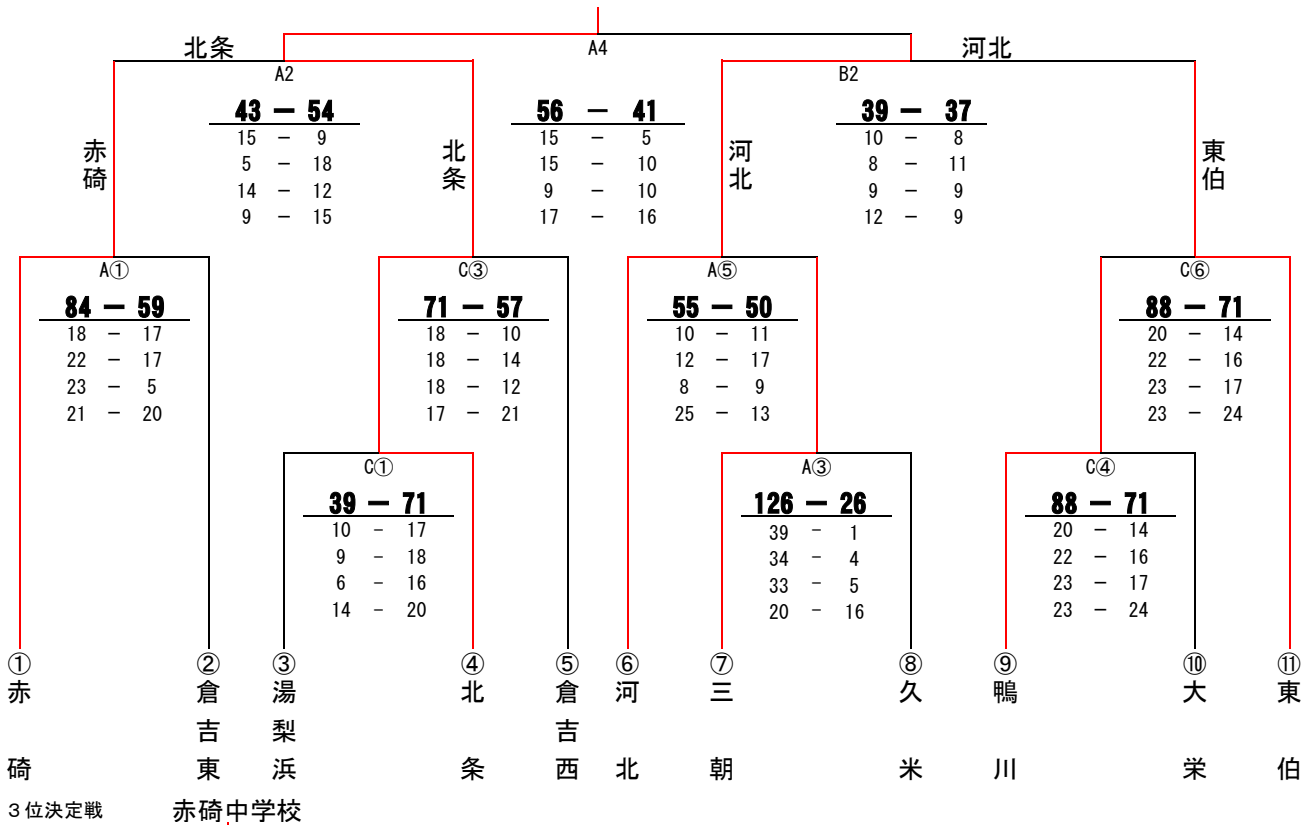 北条 A4 河北
A2 B2
43 － 54 56 － 41 39 － 37
15 － 9 15 － 5 10 － 8
5 － 18 15 － 10 8 － 11
14 － 12 9 － 10 9 － 9
9 － 15 17 － 16 12 － 9
赤碕 北条 河北 東伯
A① C③ A⑤ C⑥
84 － 59 71 － 57 55 － 50 88 － 71
18 － 17 18 － 10 10 － 11 20 － 14
22 － 17 18 － 14 12 － 17 22 － 16
23 － 5 18 － 12 8 － 9 23 － 17
21 － 20 17 － 21 25 － 13 23 － 24
C① A③ C④
39 － 71 126 － 26 88 － 71
10 － 17 39 － 1 20 － 14
9 － 18 34 － 4 22 － 16
6 － 16 33 － 5 23 － 17
14 － 20 20 － 16 23 － 24
① ② ③ ④ ⑤ ⑥ ⑦ ⑧ ⑨ ⑩ ⑪
赤碕 倉吉東 湯梨浜 北条 倉吉西 河北 三朝 久米 鴨川 大栄 東伯
３位決定戦 赤碕中学校